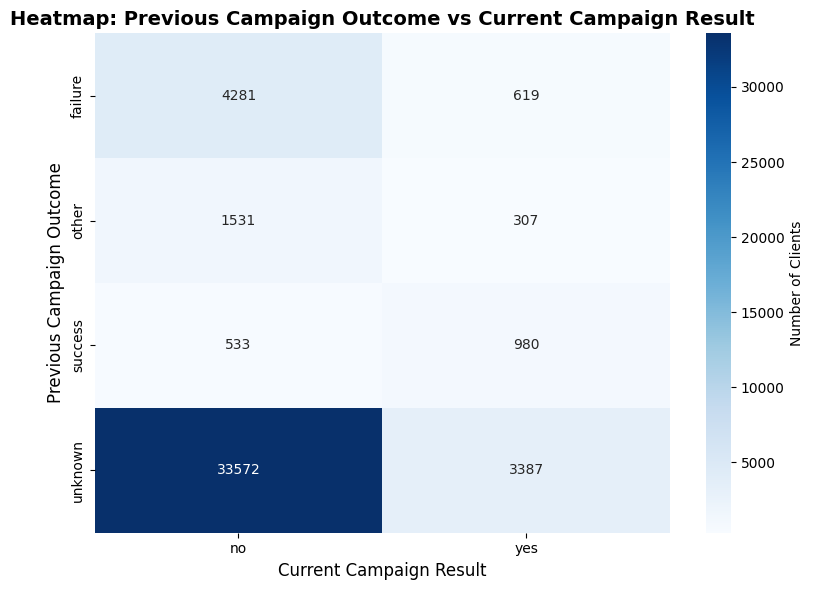 Heatmap: Previous Campaign Outcome vs Current Campaign Result
Previous Campaign Outcome
failure
4281
619
other
1531
307
success
533
980
unknown
33572
3387
no
yes
Current Campaign Result
30000
25000
20000
15000
10000
5000
Number of Clients